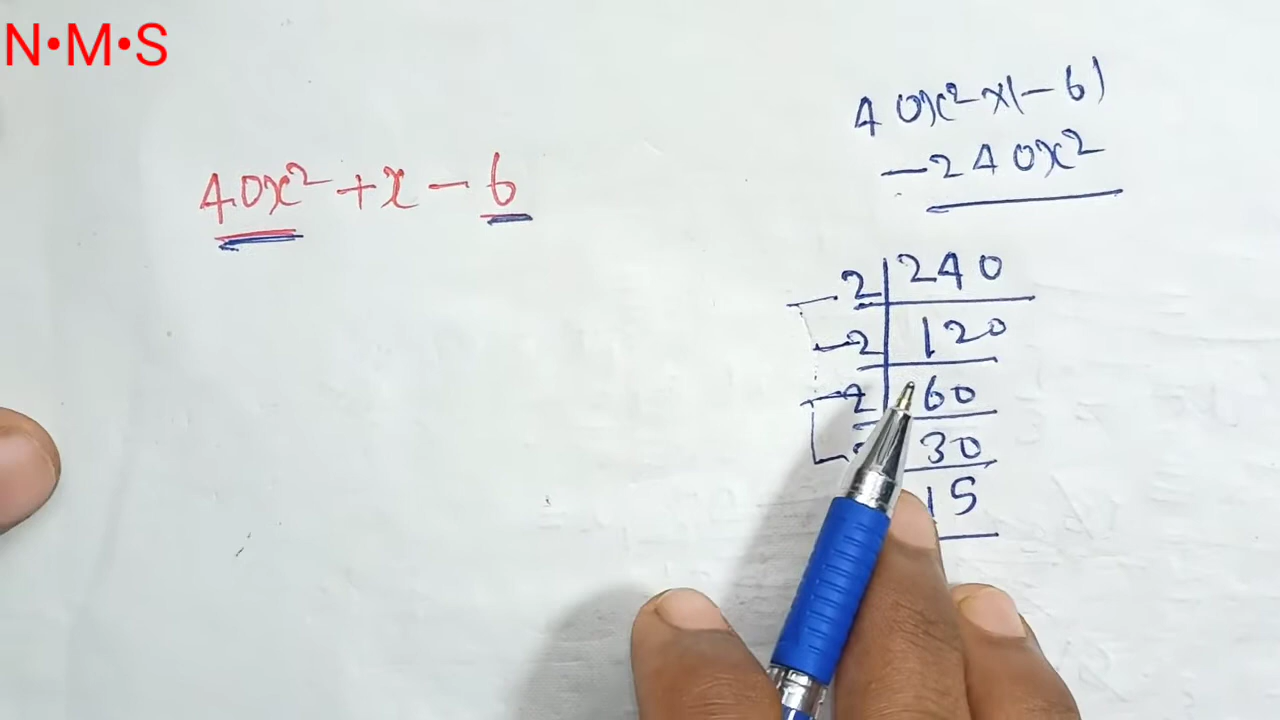 N•M•S
40x² + x - 6
40x² x(-6)
-240x²
2 | 240
2 | 120
2 | 60
30
15